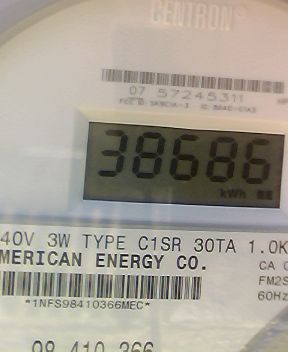 CENTRON
07 57245311
38686
kWh
40V 3W TYPE C1SR 30TA 1.0K
MERICAN ENERGY CO.
CA
FM2S
60Hz
*1NFS98410366MEC*
98 410 366